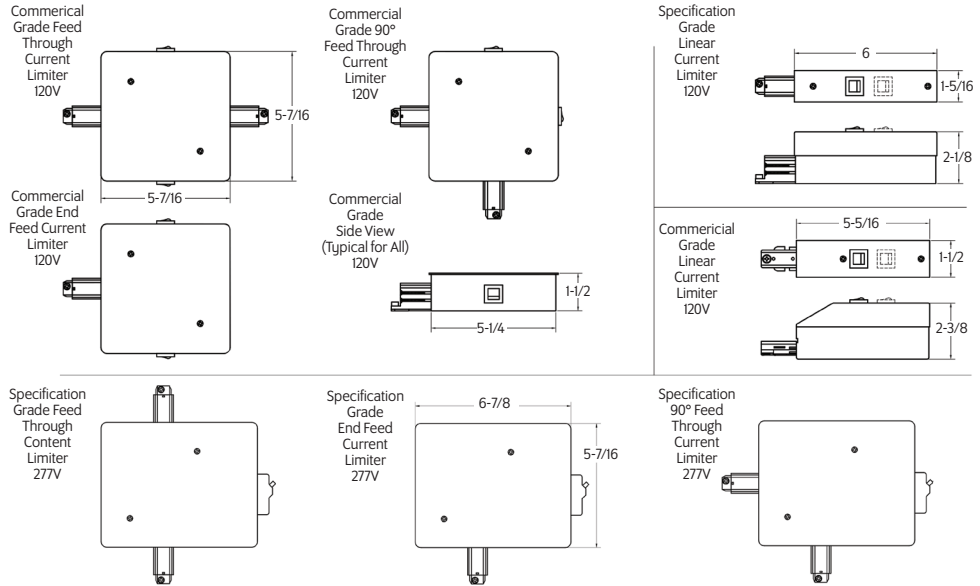 Commerical
Grade Feed
Through
Current
Limiter
120V
5-7/16
5-7/16
Commercial
Grade 90°
Feed Through
Current
Limiter
120V
Specification
Grade
Linear
Current
Limiter
120V
6
1-5/16
2-1/8
Commercial
Grade End
Feed Current
Limiter
120V
Commercial
Grade
Side View
(Typical for All)
120V
1-1/2
5-1/4
Commericial
Grade
Linear
Current
Limiter
120V
5-5/16
1-1/2
2-3/8
Specification
Grade Feed
Through
Content
Limiter
277V
Specification
Grade
End Feed
Current
Limiter
277V
6-7/8
5-7/16
Specification
90° Feed
Through
Current
Limiter
277V